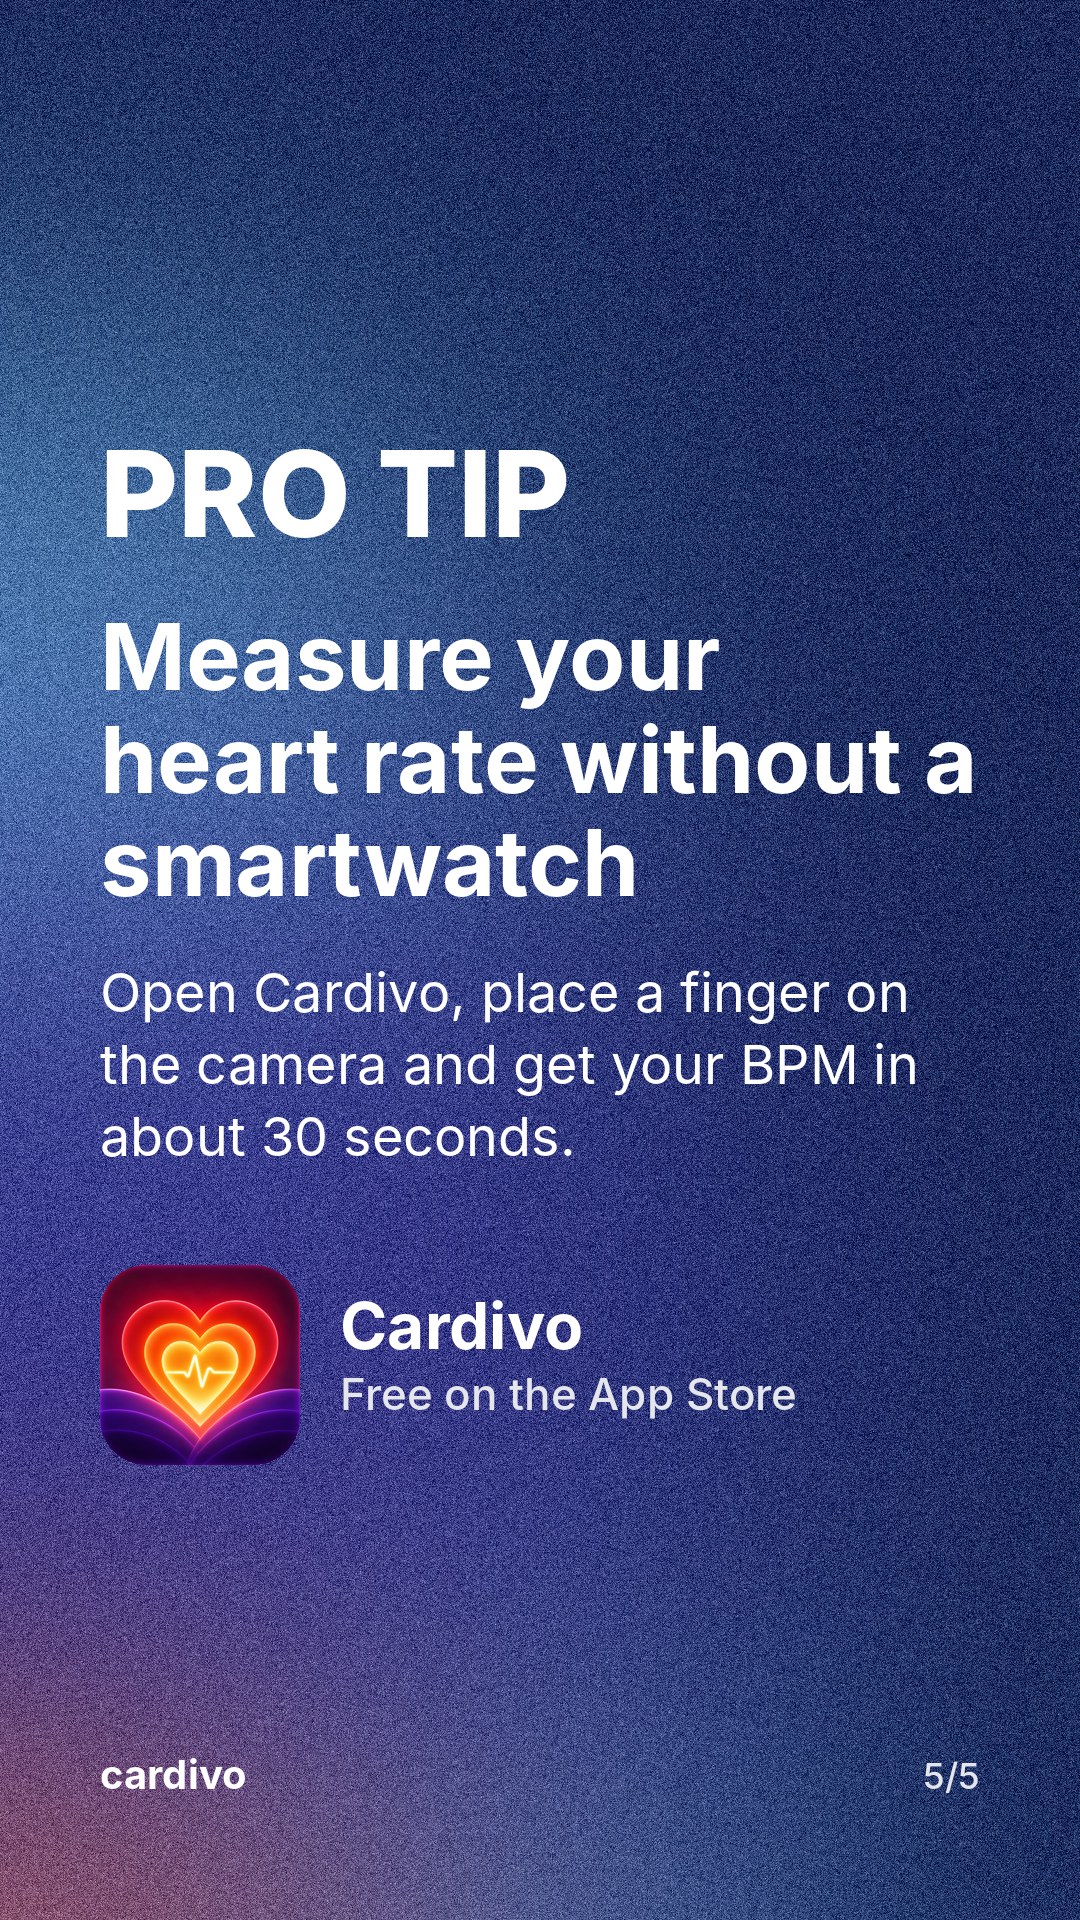 PRO TIP
Measure your
heart rate without a
smartwatch
Open Cardivo, place a finger on
the camera and get your BPM in
about 30 seconds.
Cardivo
Free on the App Store
cardivo
5/5